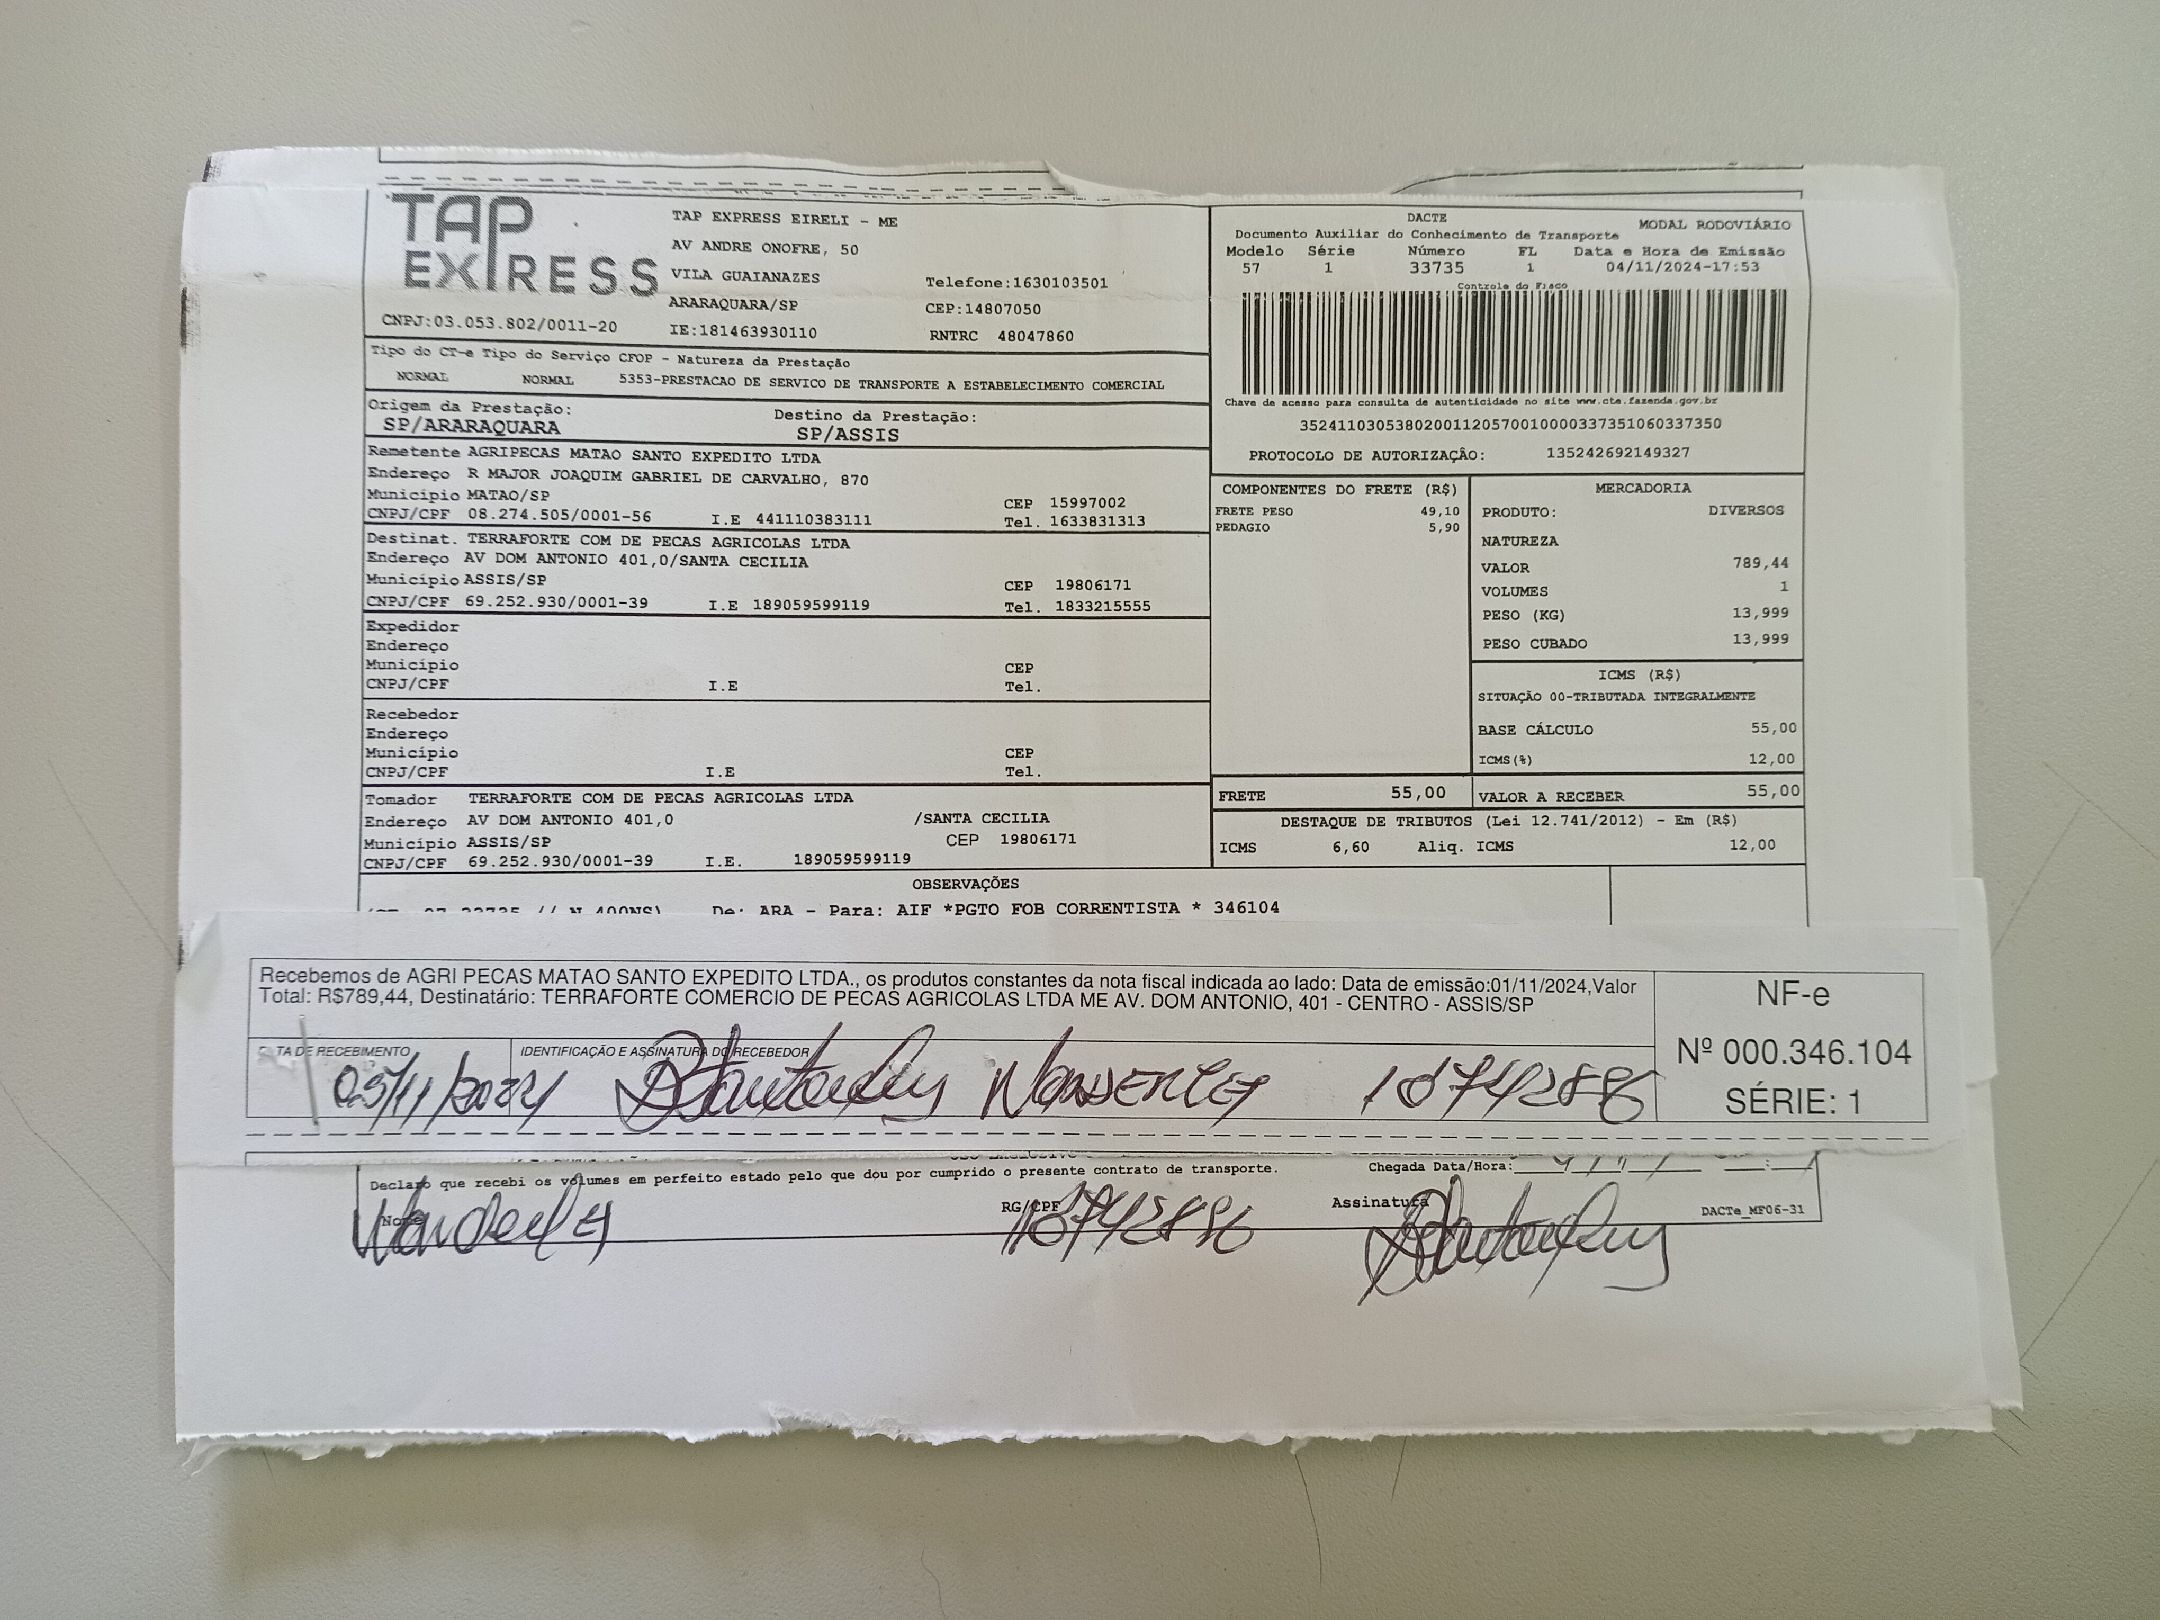 TAP EXPRESS
TAP EXPRESS EIRELI - ME
AV ANDRE ONOFRE, 50
VILA GUAIANAZES Telefone:1630103501
ARARAQUARA/SP CEP:14807050
CNPJ:03.053.802/0011-20 IE:181463930110 RNTRC 48047860
Tipo do CT-e Tipo do Serviço CFOP - Natureza da Prestação
NORMAL NORMAL 5353-PRESTACAO DE SERVICO DE TRANSPORTE A ESTABELECIMENTO COMERCIAL
Origem da Prestação: Destino da Prestação:
SP/ARARAQUARA SP/ASSIS
Remetente AGRIPECAS MATAO SANTO EXPEDITO LTDA
Endereço R MAJOR JOAQUIM GABRIEL DE CARVALHO, 870
Município MATAO/SP CEP 15997002
CNPJ/CPF 08.274.505/0001-56 I.E 441110383111 Tel. 1633831313
Destinat. TERRAFORTE COM DE PECAS AGRICOLAS LTDA
Endereço AV DOM ANTONIO 401,0/SANTA CECILIA
Município ASSIS/SP CEP 19806171
CNPJ/CPF 69.252.930/0001-39 I.E 189059599119 Tel. 1833215555
Expedidor
Endereço
Município CEP
CNPJ/CPF I.E Tel.
Recebedor
Endereço
Município CEP
CNPJ/CPF I.E Tel.
Tomador TERRAFORTE COM DE PECAS AGRICOLAS LTDA
Endereço AV DOM ANTONIO 401,0 /SANTA CECILIA
Município ASSIS/SP CEP 19806171
CNPJ/CPF 69.252.930/0001-39 I.E. 189059599119
DACTE MODAL RODOVIÁRIO
Documento Auxiliar do Conhecimento de Transporte
Modelo Série Número FL Data e Hora de Emissão
57 1 33735 1 04/11/2024-17:53
Controle do Fisco
Chave de acesso para consulta de autenticidade no site www.cte.fazenda.gov.br
35241103053802001120570010000337351060337350
PROTOCOLO DE AUTORIZAÇÃO: 135242692149327
COMPONENTES DO FRETE (R$)
FRETE PESO 49,10
PEDAGIO 5,90
MERCADORIA
PRODUTO: DIVERSOS
NATUREZA
VALOR 789,44
VOLUMES 1
PESO (KG) 13,999
PESO CUBADO 13,999
ICMS (R$)
SITUAÇÃO 00-TRIBUTADA INTEGRALMENTE
BASE CÁLCULO 55,00
ICMS(%) 12,00
FRETE 55,00 VALOR A RECEBER 55,00
DESTAQUE DE TRIBUTOS (Lei 12.741/2012) - Em (R$)
ICMS 6,60 Aliq. ICMS 12,00
OBSERVAÇÕES
De: ARA - Para: AIF *PGTO FOB CORRENTISTA * 346104
Recebemos de AGRI PECAS MATAO SANTO EXPEDITO LTDA., os produtos constantes da nota fiscal indicada ao lado: Data de emissão:01/11/2024,Valor
Total: R$789,44, Destinatário: TERRAFORTE COMERCIO DE PECAS AGRICOLAS LTDA ME AV. DOM ANTONIO, 401 - CENTRO - ASSIS/SP
DATA DE RECEBIMENTO IDENTIFICAÇÃO E ASSINATURA DO RECEBEDOR
05/11/2024
NF-e
Nº 000.346.104
SÉRIE: 1
Declaro que recebi os volumes em perfeito estado pelo que dou por cumprido o presente contrato de transporte. Chegada Data/Hora:
Nome RG/CPF Assinatura DACTe_MF06-31